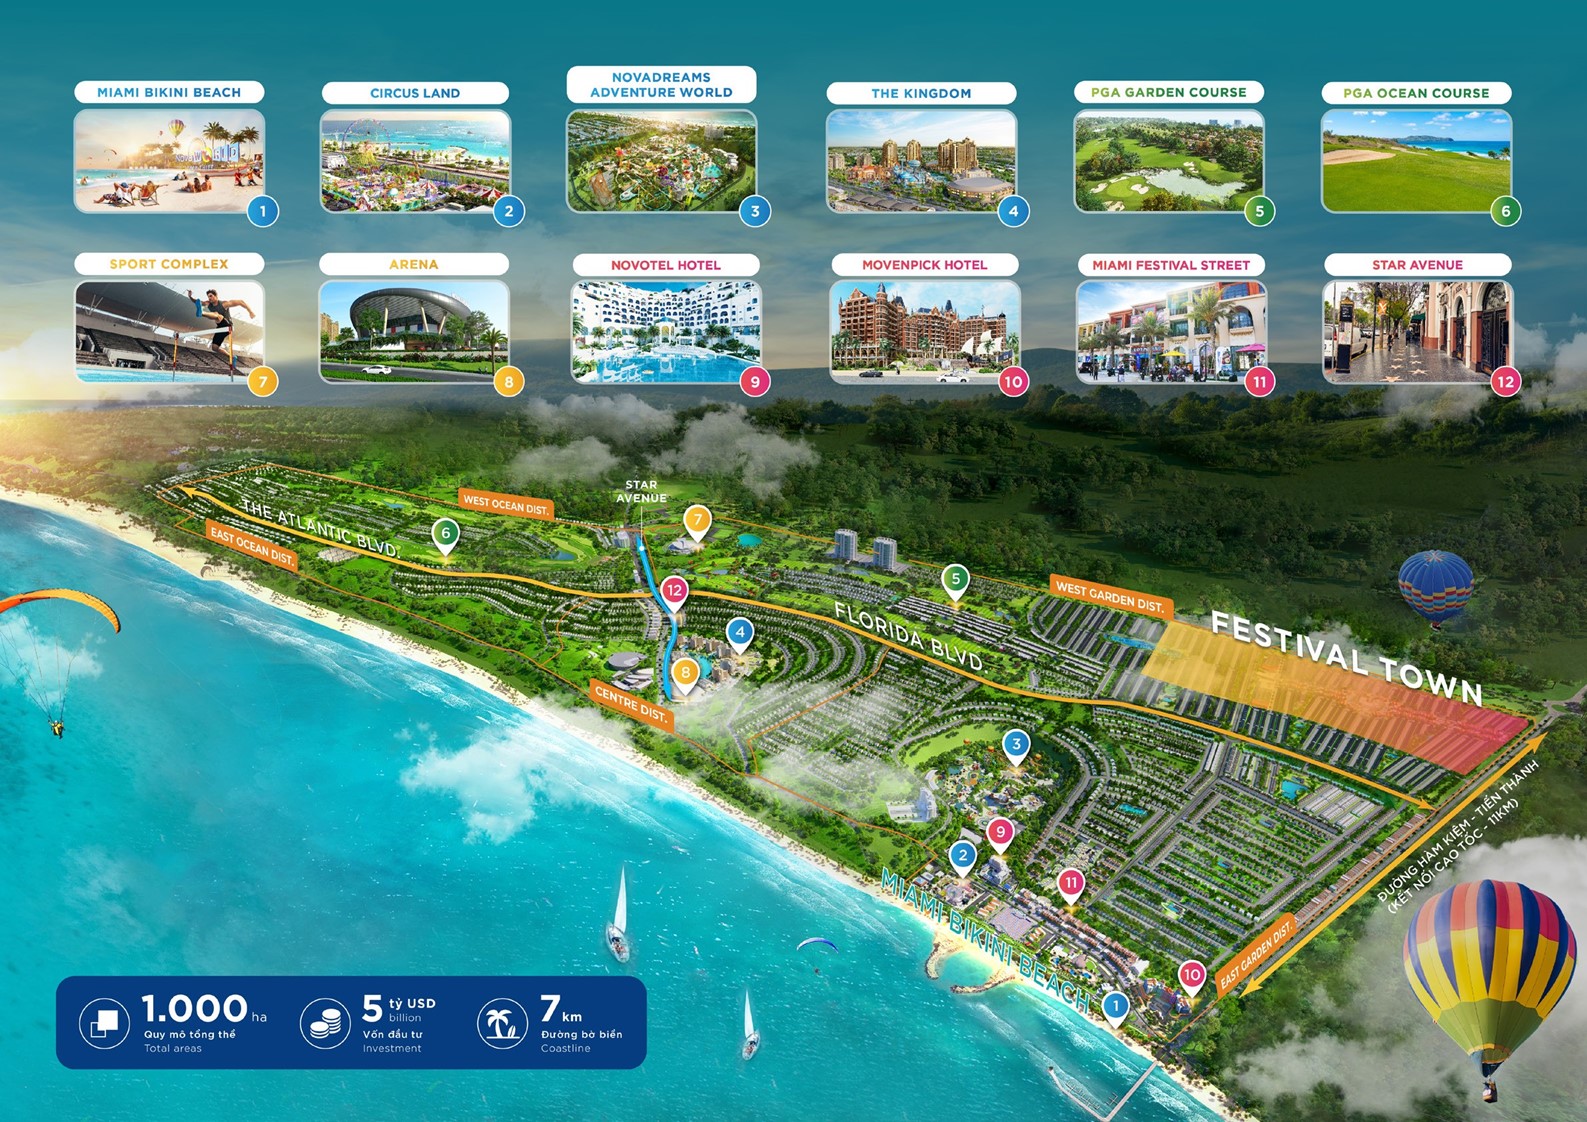 MIAMI BIKINI BEACH
1
CIRCUS LAND
2
NOVADREAMS
ADVENTURE WORLD
3
THE KINGDOM
4
PGA GARDEN COURSE
5
PGA OCEAN COURSE
6
SPORT COMPLEX
7
ARENA
8
NOVOTEL HOTEL
9
MOVENPICK HOTEL
10
MIAMI FESTIVAL STREET
11
STAR AVENUE
12
STAR
AVENUE
WEST OCEAN DIST.
THE ATLANTIC BLVD.
EAST OCEAN DIST.
6
7
12
4
8
CENTRE DIST.
5
WEST GARDEN DIST.
FLORIDA BLVD.
FESTIVAL TOWN
3
9
2
11
10
1
MIAMI BIKINI BEACH
EAST GARDEN DIST.
ĐƯỜNG HÀM KIỆM - TIẾN THÀNH
(KẾT NỐI CAO TỐC - 11KM)
1.000 ha
Quy mô tổng thể
Total areas
5 tỷ USD
billion
Vốn đầu tư
Investment
7 km
Đường bờ biển
Coastline